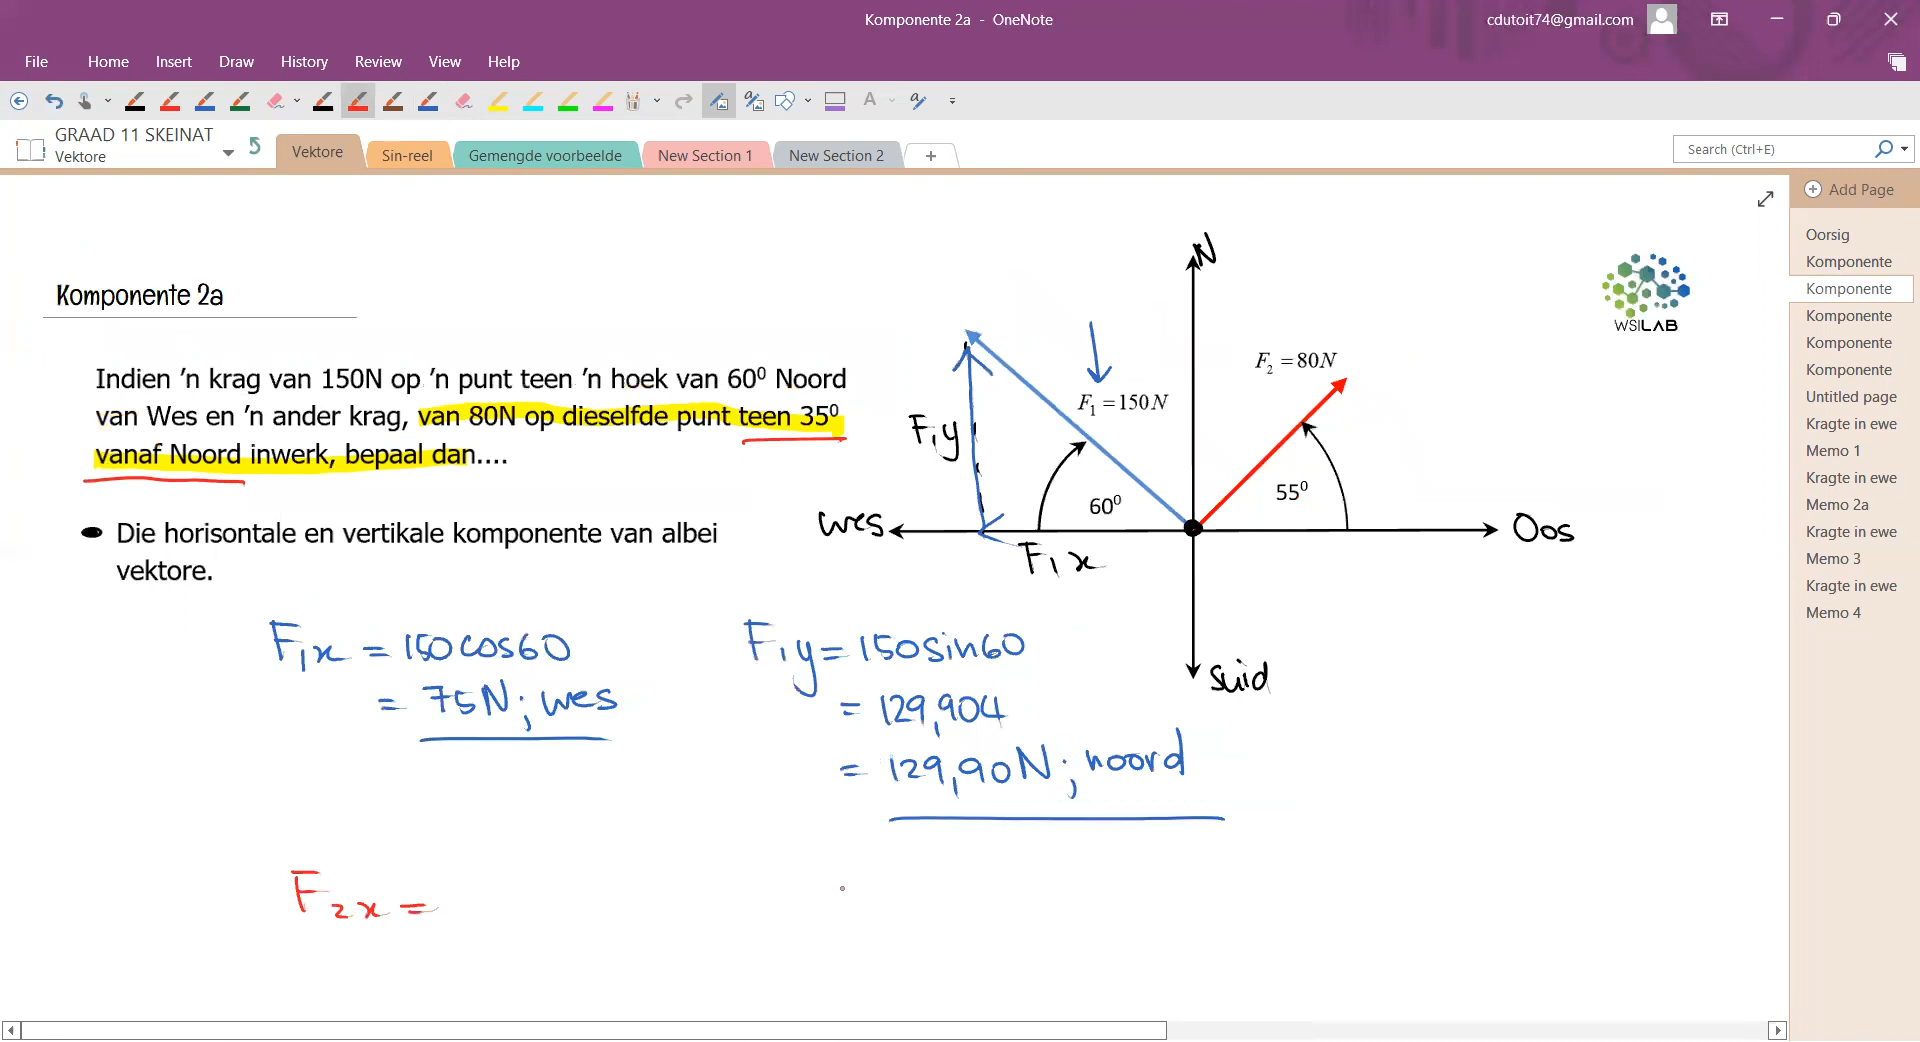 Komponente 2a - OneNote
cdutoit74@gmail.com
File Home Insert Draw History Review View Help
GRAAD 11 SKEINAT
Vektore
Vektore
Sin-reel
Gemengde voorbeelde
New Section 1
New Section 2
+
Search (Ctrl+E)
Add Page
Oorsig
Komponente
Komponente
Komponente
Komponente
Komponente
Untitled page
Kragte in ewe
Memo 1
Kragte in ewe
Memo 2a
Kragte in ewe
Memo 3
Kragte in ewe
Memo 4
WSILAB
Komponente 2a
Indien 'n krag van 150N op 'n punt teen 'n hoek van 60⁰ Noord
van Wes en 'n ander krag, van 80N op dieselfde punt teen 35⁰
vanaf Noord inwerk, bepaal dan....
Die horisontale en vertikale komponente van albei
vektore.
N
F₂ = 80N
F₁ = 150N
F₁y
60⁰
55⁰
wes
Oos
F₁x
suid
F₁x = 150cos60
= 75N; wes
F₁y = 150sin60
= 129,904
= 129,90N; noord
F₂x =